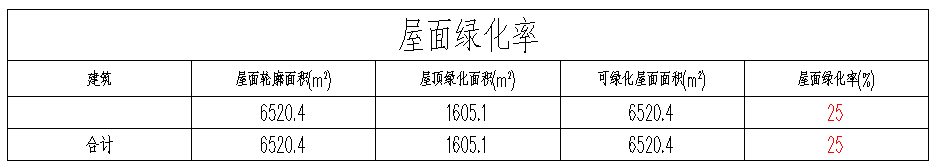 屋面绿化率
建筑 屋面轮廓面积(m²) 屋顶绿化面积(m²) 可绿化屋面面积(m²) 屋面绿化率(%)
6520.4 1605.1 6520.4 25
合计 6520.4 1605.1 6520.4 25